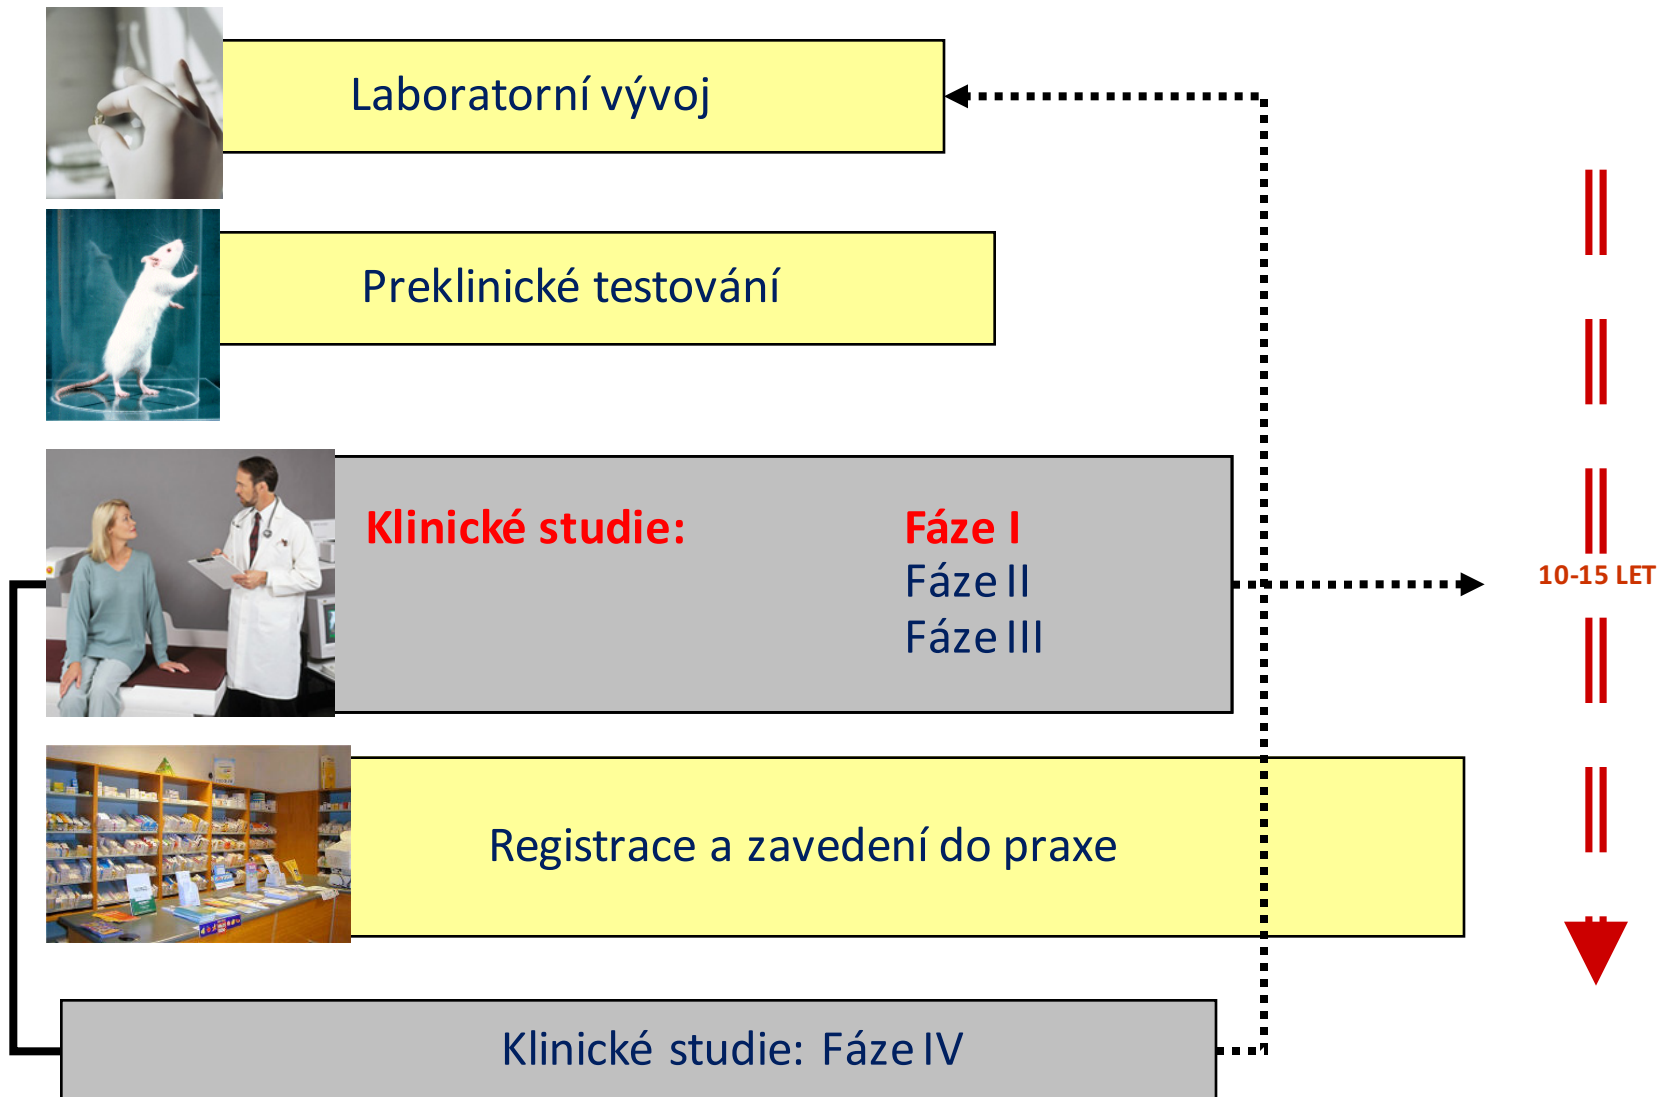 Laboratorní vývoj
Preklinické testování
Klinické studie: Fáze I
Fáze II
Fáze III
10-15 LET
Registrace a zavedení do praxe
Klinické studie: Fáze IV